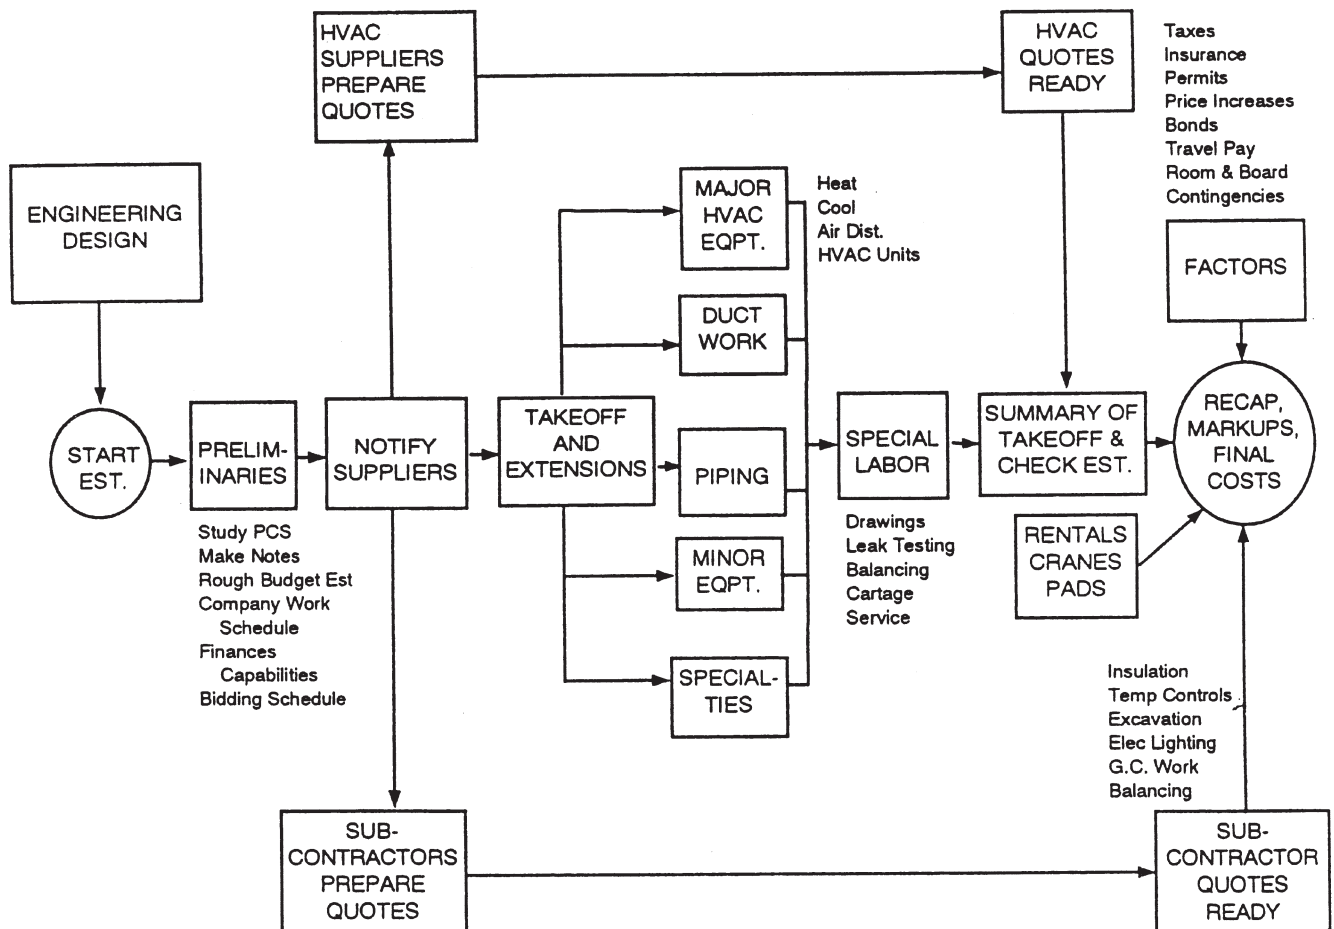 HVAC
SUPPLIERS
PREPARE
QUOTES
HVAC
QUOTES
READY
Taxes
Insurance
Permits
Price Increases
Bonds
Travel Pay
Room & Board
Contingencies
ENGINEERING
DESIGN
MAJOR
HVAC
EQPT.
Heat
Cool
Air Dist.
HVAC Units
FACTORS
DUCT
WORK
START
EST.
PRELIM-
INARIES
NOTIFY
SUPPLIERS
TAKEOFF
AND
EXTENSIONS
PIPING
SPECIAL
LABOR
SUMMARY OF
TAKEOFF &
CHECK EST.
RECAP,
MARKUPS,
FINAL
COSTS
Study PCS
Make Notes
Rough Budget Est
Company Work
Schedule
Finances
Capabilities
Bidding Schedule
MINOR
EQPT.
Drawings
Leak Testing
Balancing
Cartage
Service
RENTALS
CRANES
PADS
SPECIAL-
TIES
Insulation
Temp Controls
Excavation
Elec Lighting
G.C. Work
Balancing
SUB-
CONTRACTORS
PREPARE
QUOTES
SUB-
CONTRACTOR
QUOTES
READY